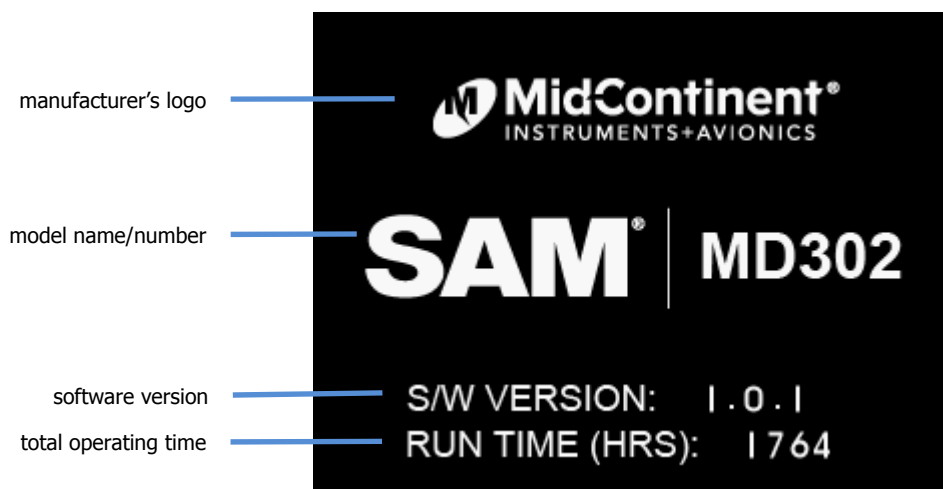 manufacturer's logo
MidContinent®
INSTRUMENTS+AVIONICS
model name/number
SAM® | MD302
software version
S/W VERSION: 1.0.1
total operating time
RUN TIME (HRS): 1764